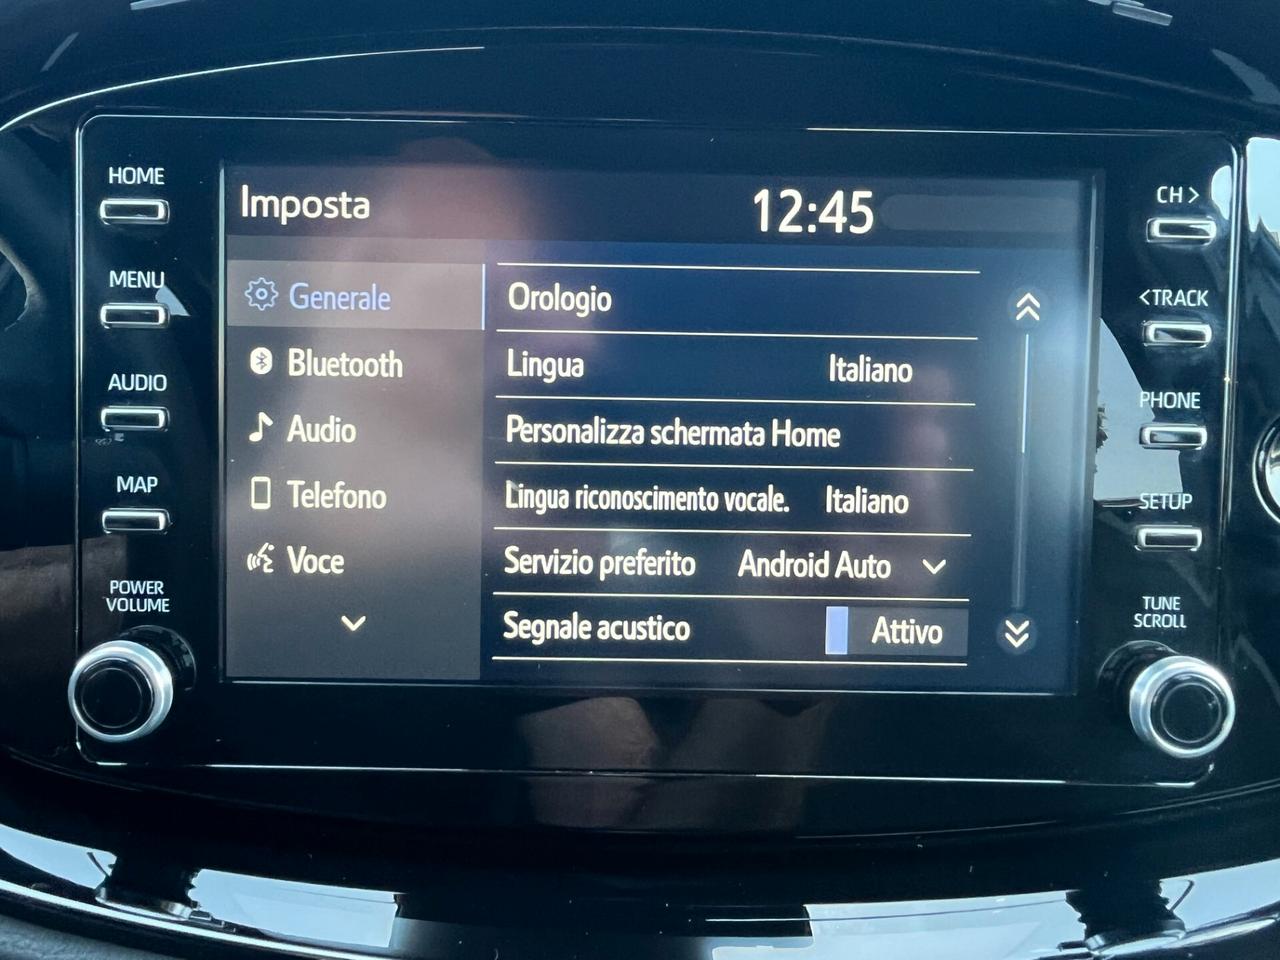 HOME
MENU
AUDIO
MAP
POWER
VOLUME
Imposta
12:45
Generale
Bluetooth
Audio
Telefono
Voce
Orologio
Lingua Italiano
Personalizza schermata Home
Lingua riconoscimento vocale. Italiano
Servizio preferito Android Auto
Segnale acustico Attivo
CH >
<TRACK
PHONE
SETUP
TUNE
SCROLL